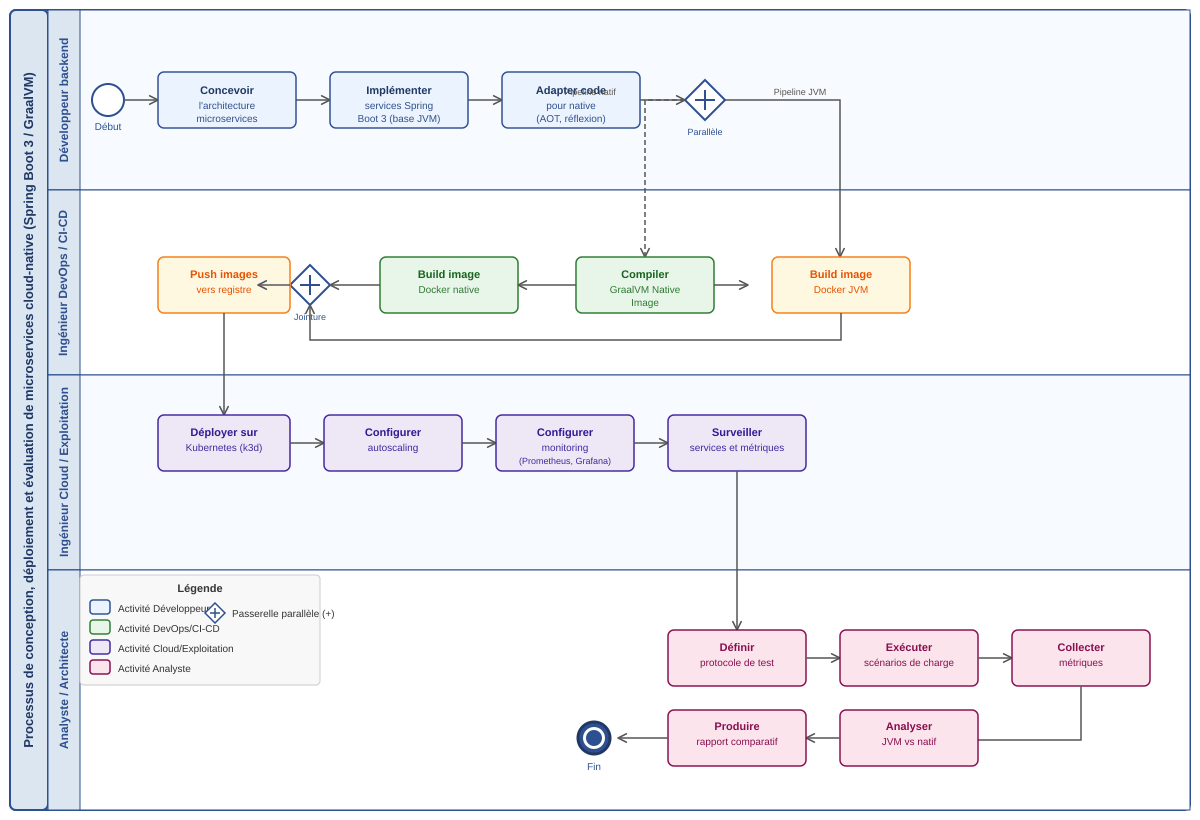 Processus de conception, déploiement et évaluation de microservices cloud-native (Spring Boot 3 / GraalVM)
Développeur backend
Début
Concevoir
l'architecture
microservices
Implémenter
services Spring
Boot 3 (base JVM)
Adapter code
pour native
(AOT, réflexion)
Pipeline natif
Parallèle
Pipeline JVM
Ingénieur DevOps / CI-CD
Push images
vers registre
Jointure
Build image
Docker native
Compiler
GraalVM Native
Image
Build image
Docker JVM
Ingénieur Cloud / Exploitation
Déployer sur
Kubernetes (k3d)
Configurer
autoscaling
Configurer
monitoring
(Prometheus, Grafana)
Surveiller
services et métriques
Analyste / Architecte
Légende
Activité Développeur
Passerelle parallèle (+)
Activité DevOps/CI-CD
Activité Cloud/Exploitation
Activité Analyste
Définir
protocole de test
Exécuter
scénarios de charge
Collecter
métriques
Fin
Produire
rapport comparatif
Analyser
JVM vs natif